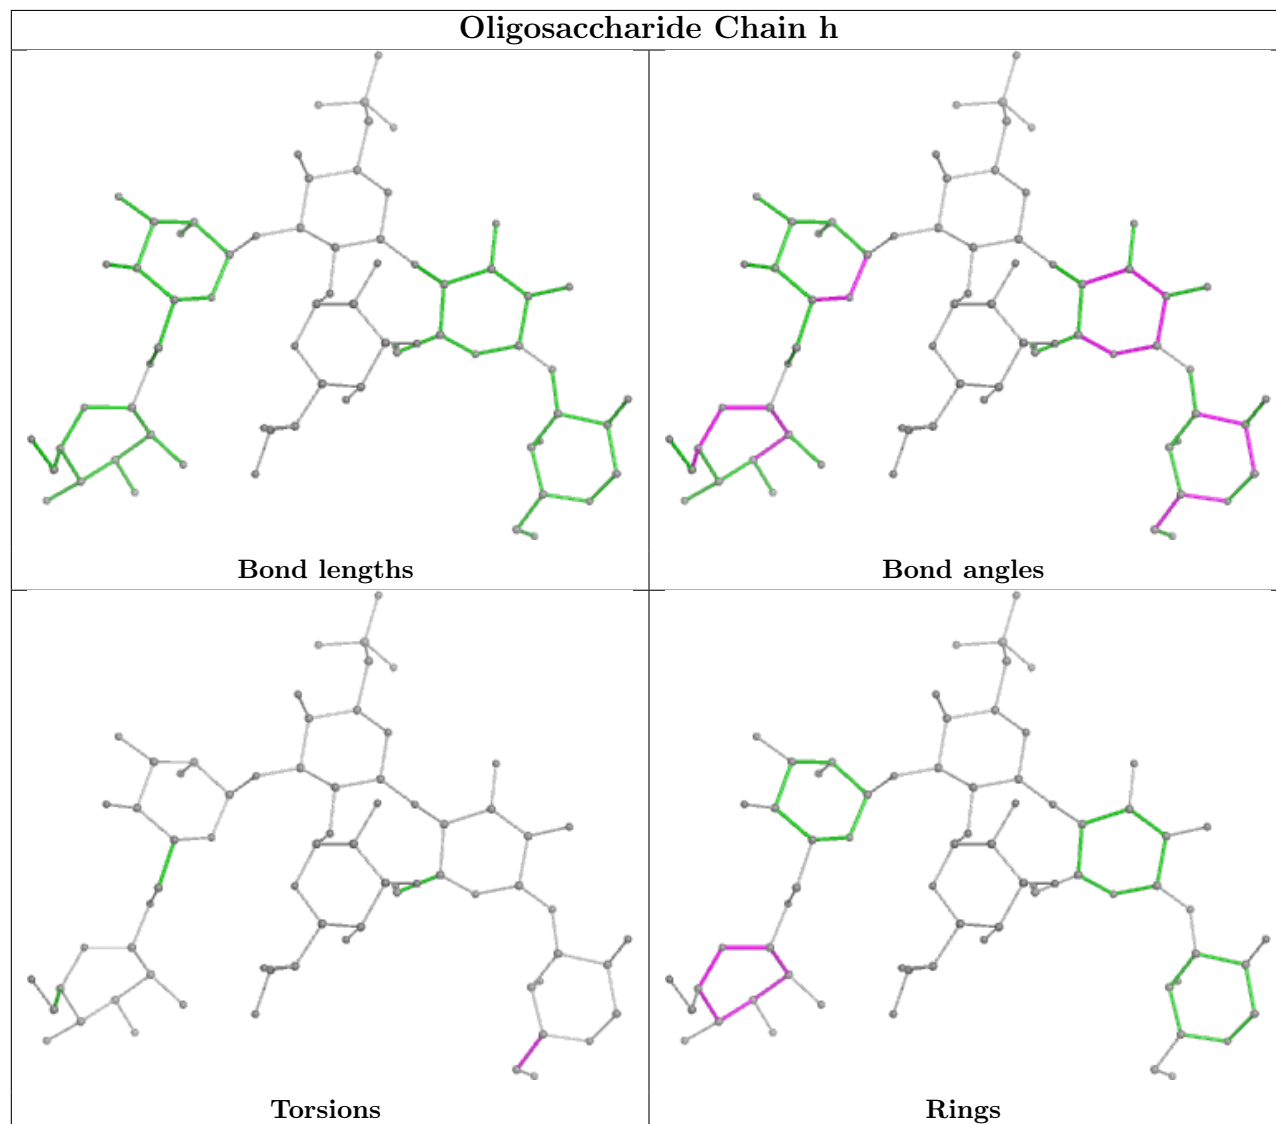 Oligosaccharide Chain h
Bond lengths
Bond angles
Torsions
Rings